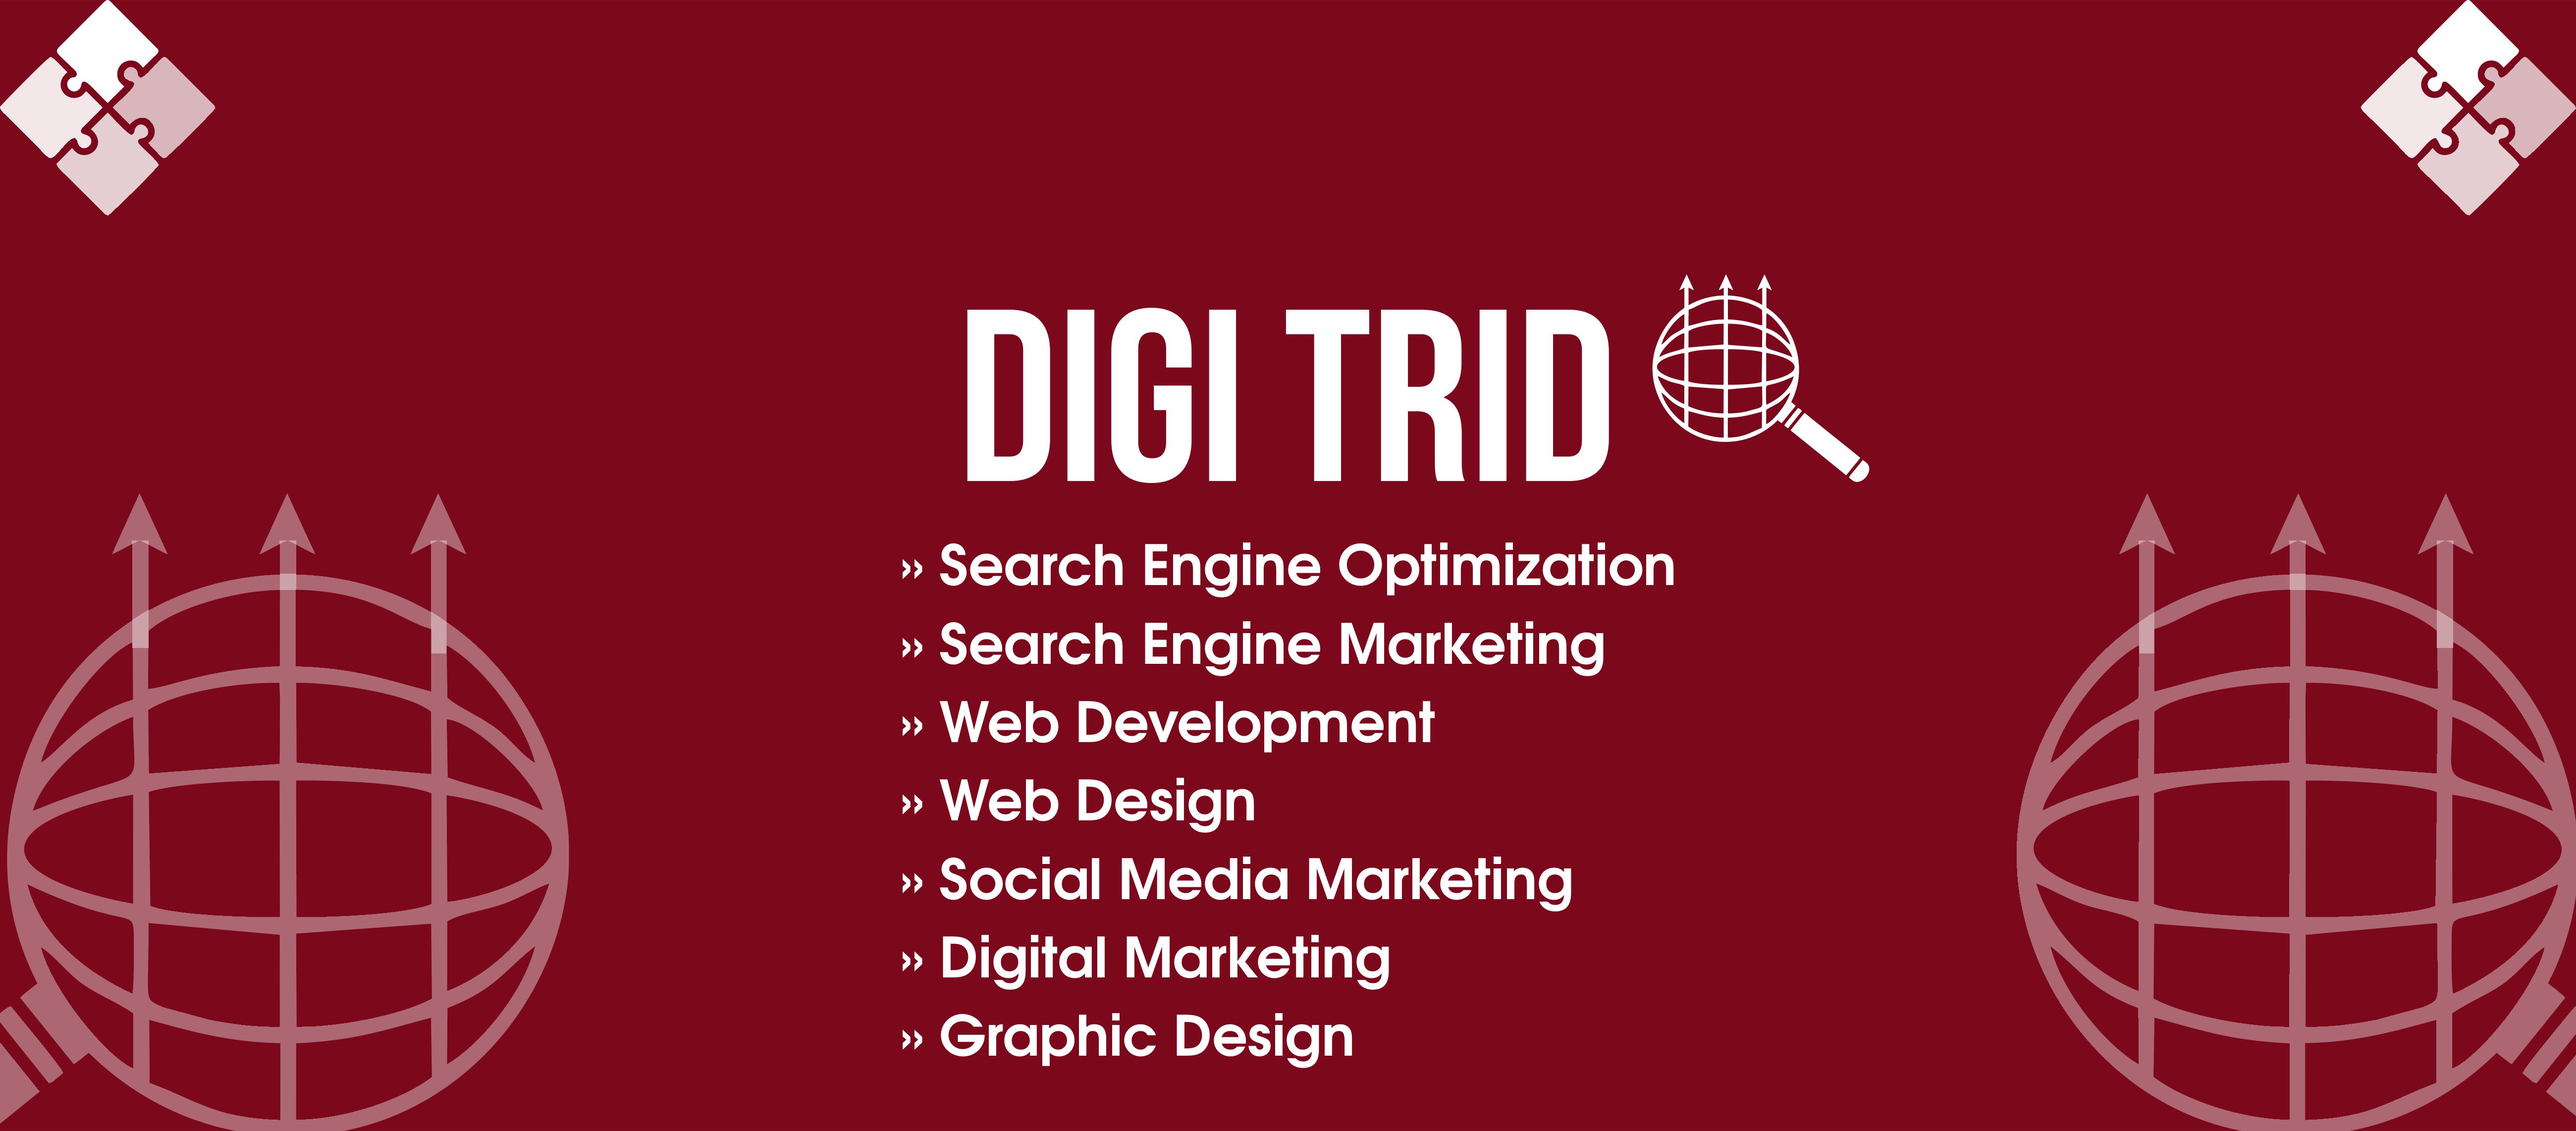 DIGI TRID
» Search Engine Optimization
» Search Engine Marketing
» Web Development
» Web Design
» Social Media Marketing
» Digital Marketing
» Graphic Design